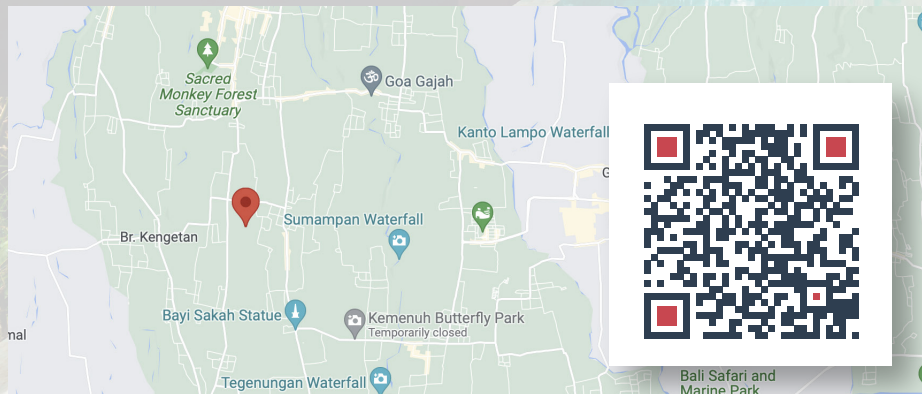 Sacred
Monkey Forest
Sanctuary
Goa Gajah
Kanto Lampo Waterfall
G
Sumampan Waterfall
Br. Kengetan
Bayi Sakah Statue
Kemenuh Butterfly Park
Temporarily closed
mal
Tegenungan Waterfall
Bali Safari and
Marine Park